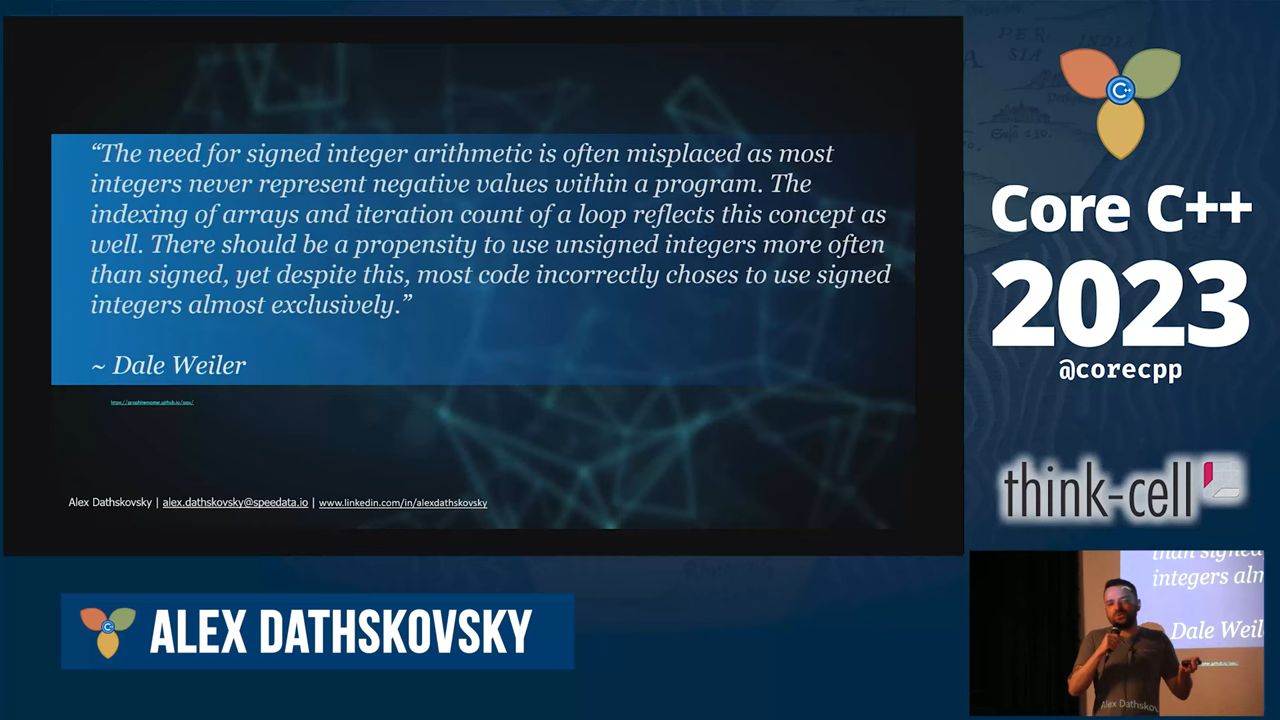 “The need for signed integer arithmetic is often misplaced as most
integers never represent negative values within a program. The
indexing of arrays and iteration count of a loop reflects this concept as
well. There should be a propensity to use unsigned integers more often
than signed, yet despite this, most code incorrectly choses to use signed
integers almost exclusively.”
~ Dale Weiler
Alex Dathskovsky | alex.dathskovsky@speedata.io | www.linkedin.com/in/alexdathskovsky
C++
Core C++
2023
@corecpp
think-cell
than signed
integers alm
Dale Weil
Alex Dathskov
ALEX DATHSKOVSKY